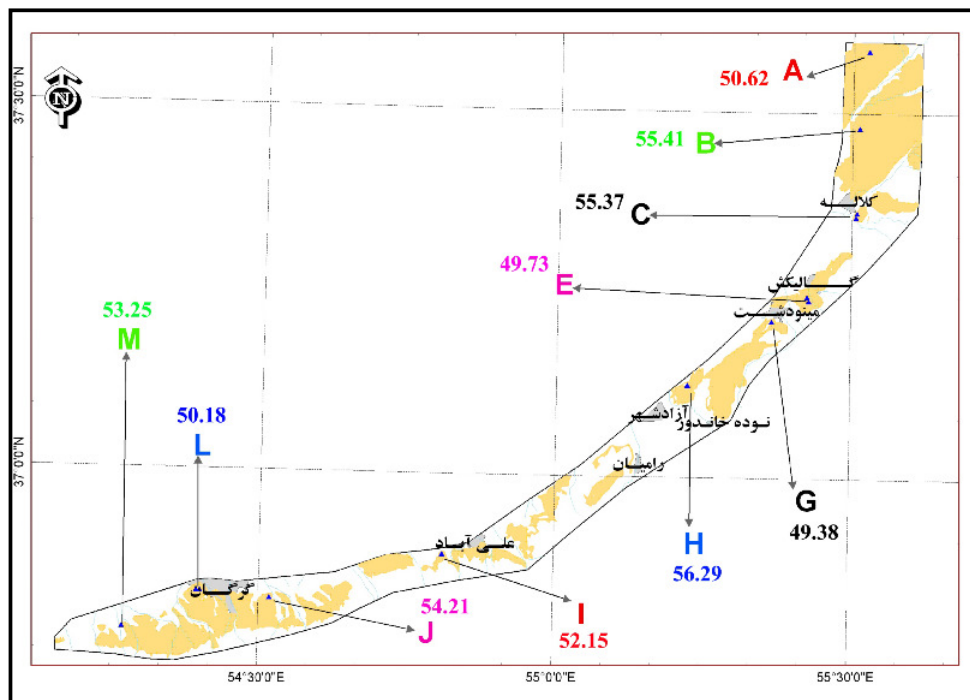 N
37°30'0"N
37°0'0"N
50.62 A
55.41 B
کلاله
55.37 C
49.73
E
گالیکش
مینودشت
53.25
M
50.18
L
آزادشهر
نوده خاندوز
رامیان
G
49.38
H
56.29
علی آباد
گرگان
54.21
J
I
52.15
54°30'0"E
55°0'0"E
55°30'0"E